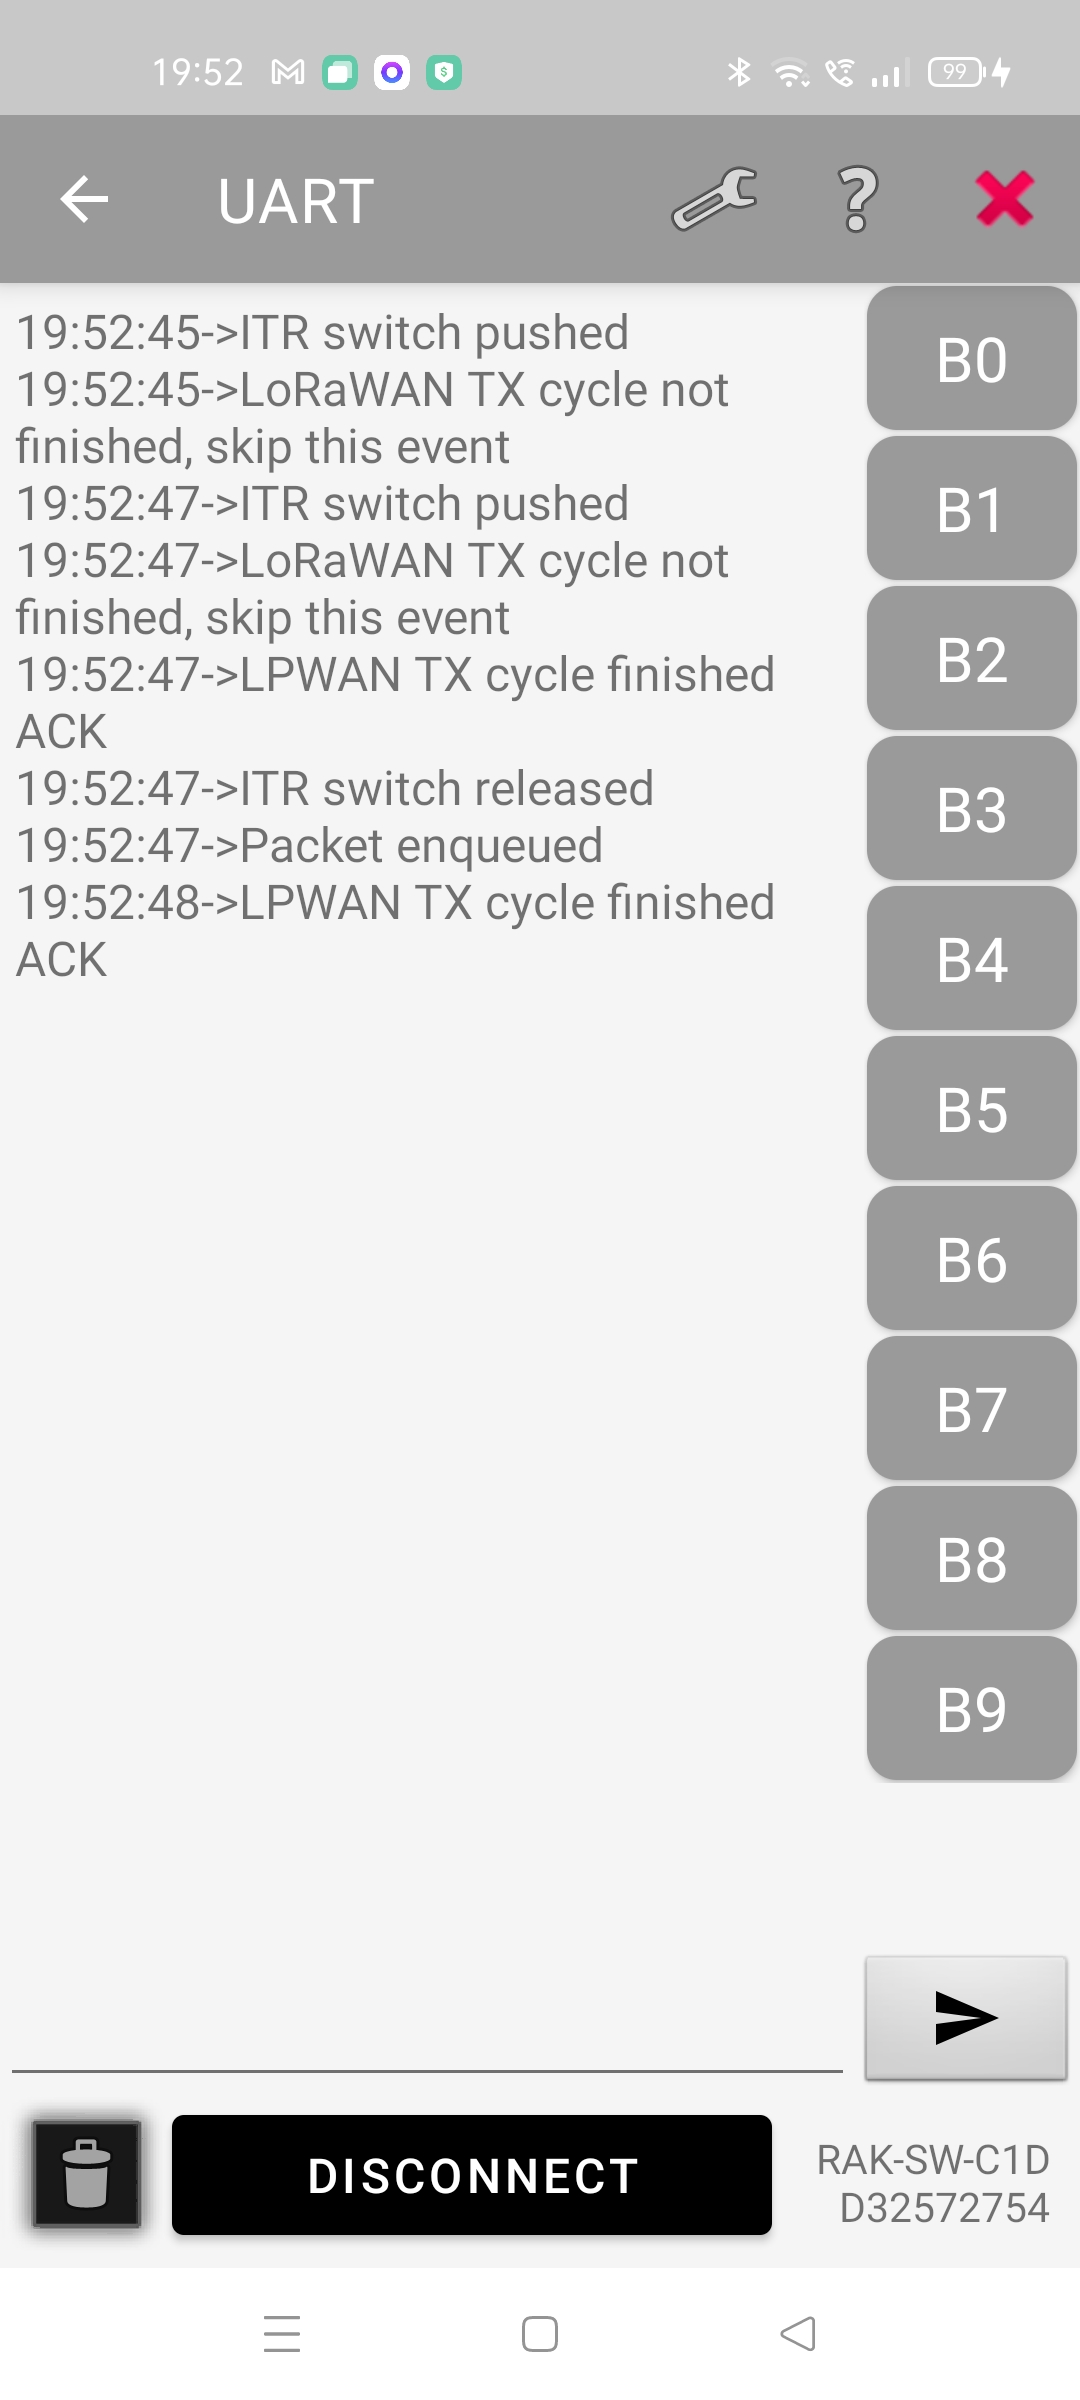 19:52
99
UART
19:52:45->ITR switch pushed
19:52:45->LoRaWAN TX cycle not
finished, skip this event
19:52:47->ITR switch pushed
19:52:47->LoRaWAN TX cycle not
finished, skip this event
19:52:47->LPWAN TX cycle finished
ACK
19:52:47->ITR switch released
19:52:47->Packet enqueued
19:52:48->LPWAN TX cycle finished
ACK
B0
B1
B2
B3
B4
B5
B6
B7
B8
B9
DISCONNECT
RAK-SW-C1D
D32572754